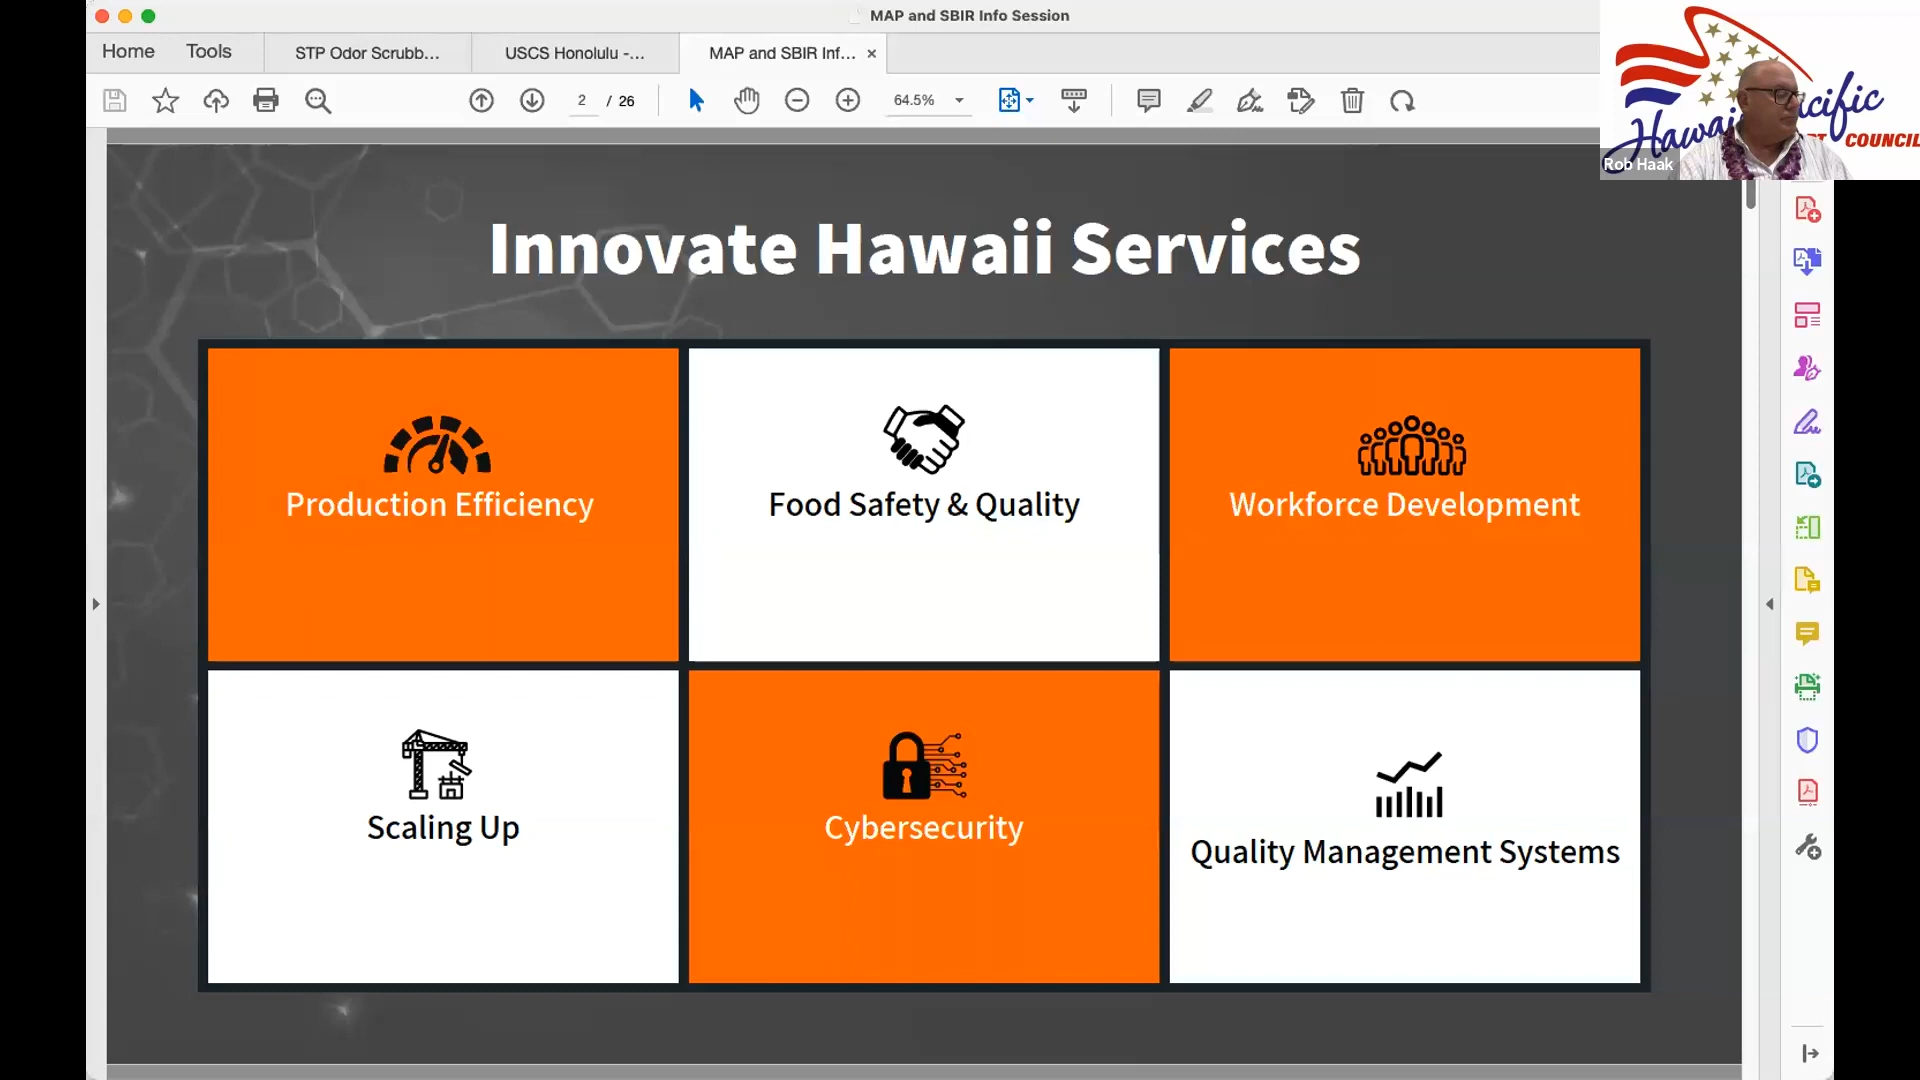 MAP and SBIR Info Session
Home
Tools
STP Odor Scrubb...
USCS Honolulu -...
MAP and SBIR Inf...
2 / 26
64.5%
Hawaii Pacific
COUNCIL
Rob Haak
Innovate Hawaii Services
Production Efficiency
Food Safety & Quality
Workforce Development
Scaling Up
Cybersecurity
Quality Management Systems